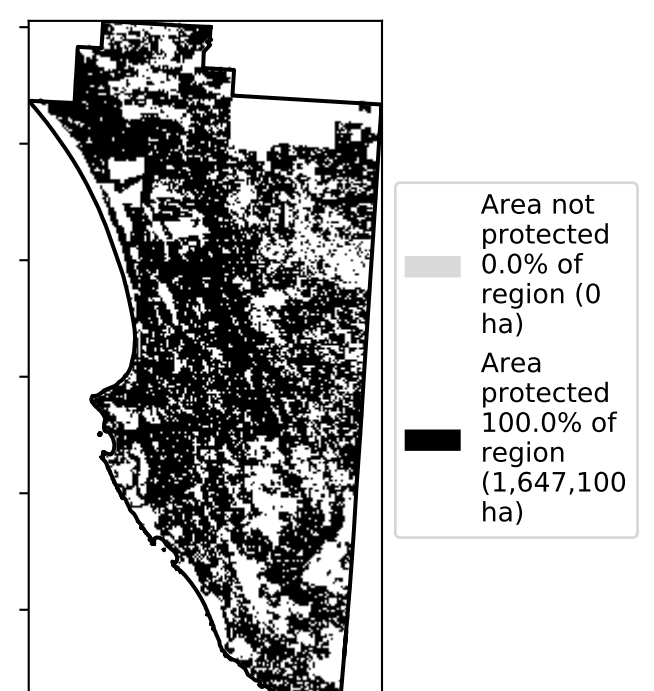 Area not
protected
0.0% of
region (0
ha)
Area
protected
100.0% of
region
(1,647,100
ha)